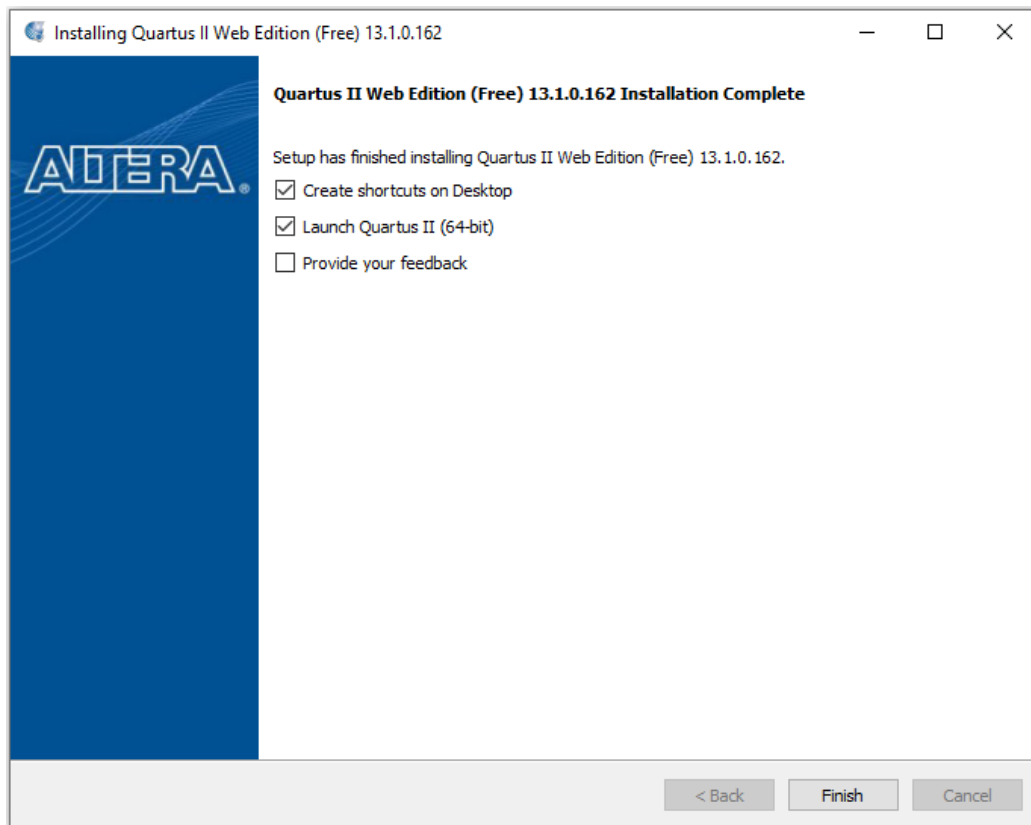 Installing Quartus II Web Edition (Free) 13.1.0.162
ALTERA®
Quartus II Web Edition (Free) 13.1.0.162 Installation Complete
Setup has finished installing Quartus II Web Edition (Free) 13.1.0.162.
Create shortcuts on Desktop
Launch Quartus II (64-bit)
Provide your feedback
< Back Finish Cancel